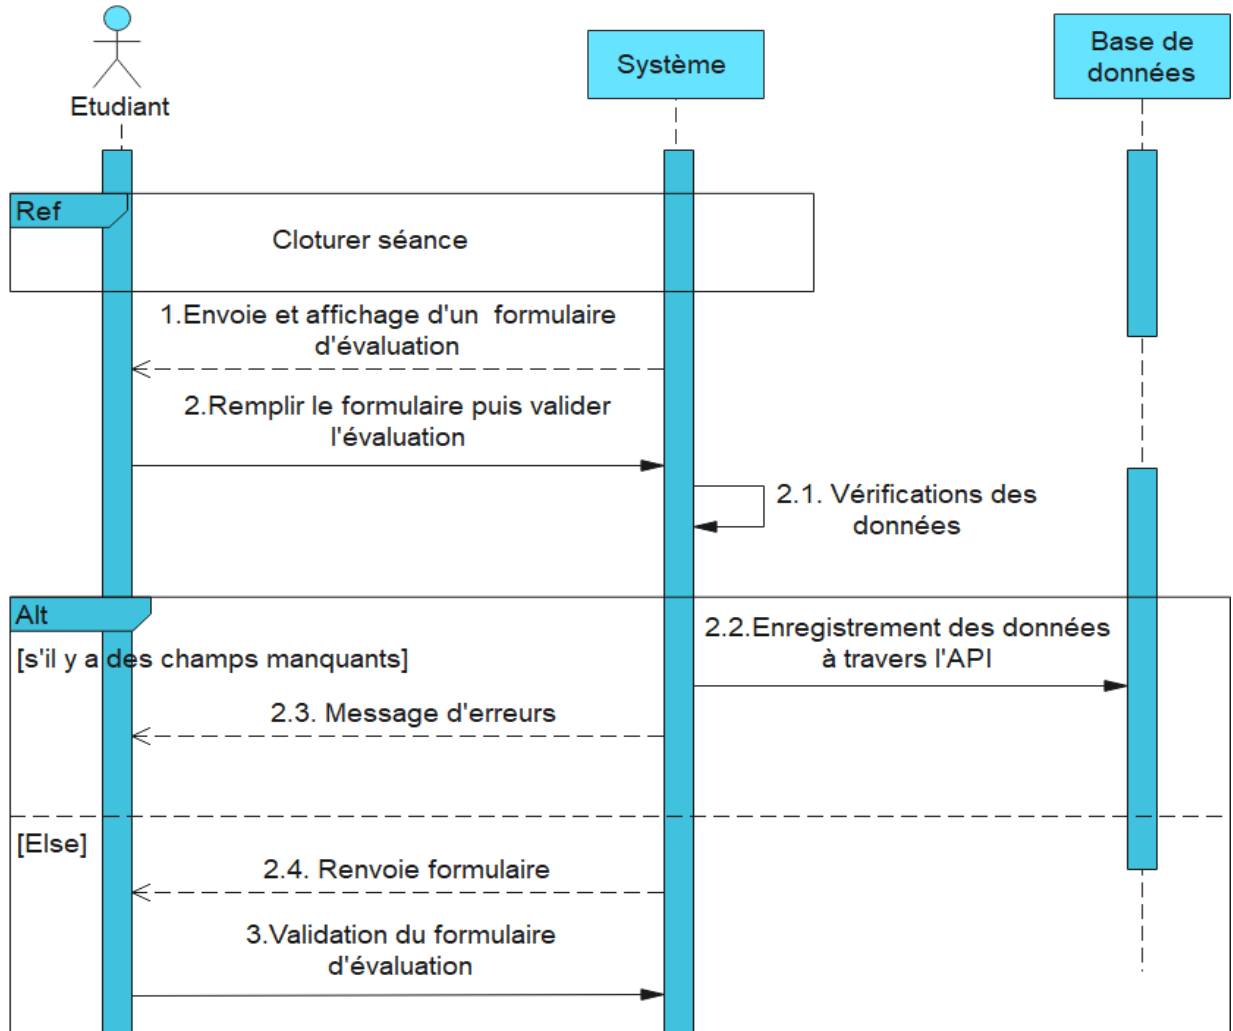 Etudiant
Système
Base de
données
Ref
Cloturer séance
1.Envoie et affichage d'un formulaire
d'évaluation
2.Remplir le formulaire puis valider
l'évaluation
2.1. Vérifications des
données
Alt
[s'il y a des champs manquants]
2.2.Enregistrement des données
à travers l'API
2.3. Message d'erreurs
[Else]
2.4. Renvoie formulaire
3.Validation du formulaire
d'évaluation